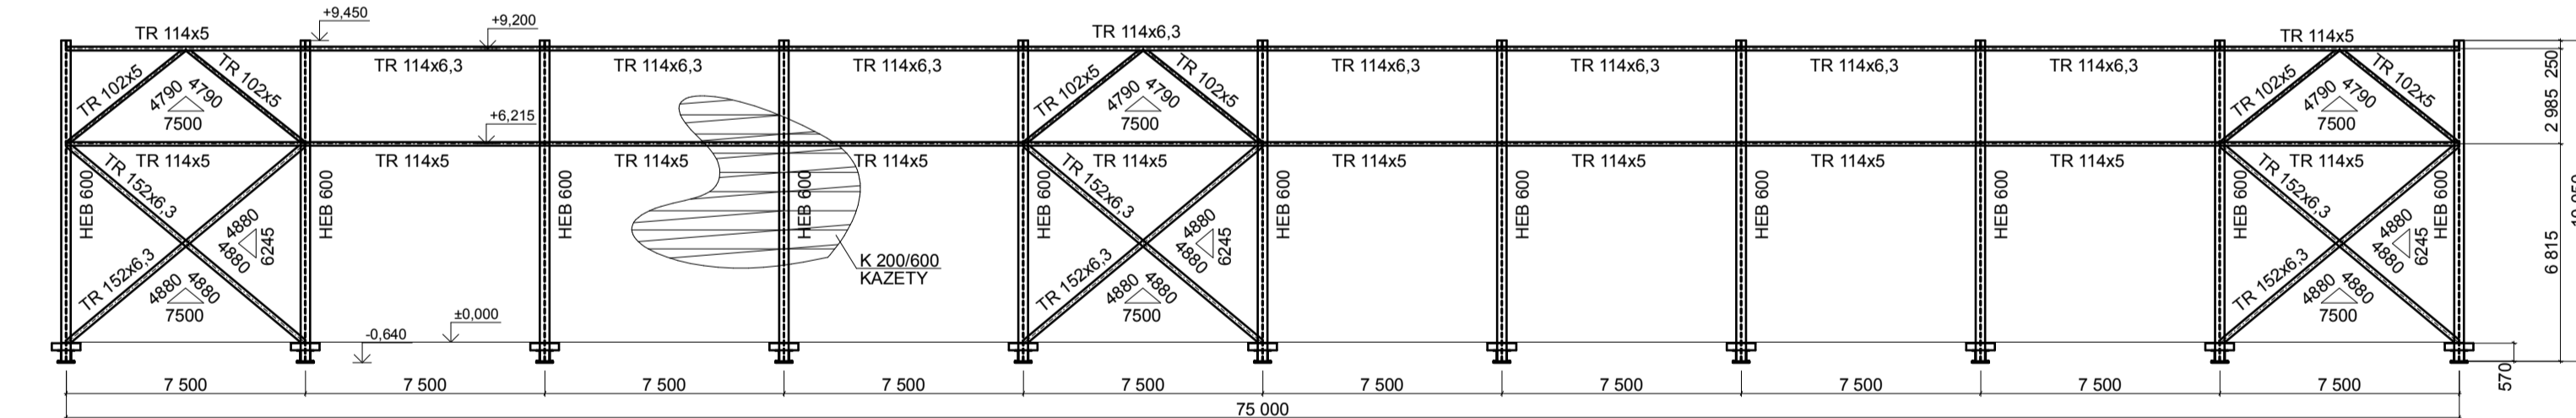 +9,450
+9,200
TR 114x5
TR 114x6,3
TR 114x5
TR 114x6,3
TR 114x6,3
TR 114x6,3
TR 114x6,3
TR 114x6,3
TR 114x6,3
TR 114x6,3
TR 102x5
TR 102x5
4790
4790
7500
TR 102x5
TR 102x5
4790
4790
7500
TR 102x5
TR 102x5
4790
4790
7500
250
2 985
+6,215
TR 114x5
TR 114x5
TR 114x5
TR 114x5
TR 114x5
TR 114x5
TR 114x5
TR 114x5
TR 114x5
TR 114x5
HEB 600
HEB 600
HEB 600
HEB 600
HEB 600
HEB 600
HEB 600
HEB 600
HEB 600
HEB 600
HEB 600
TR 152x6,3
4880
4880
6245
TR 152x6,3
4880
4880
7500
TR 152x6,3
4880
4880
6245
TR 152x6,3
4880
4880
7500
TR 152x6,3
4880
4880
6245
TR 152x6,3
4880
4880
7500
6 815
K 200/600
KAZETY
±0,000
-0,640
570
7 500
7 500
7 500
7 500
7 500
7 500
7 500
7 500
7 500
7 500
75 000